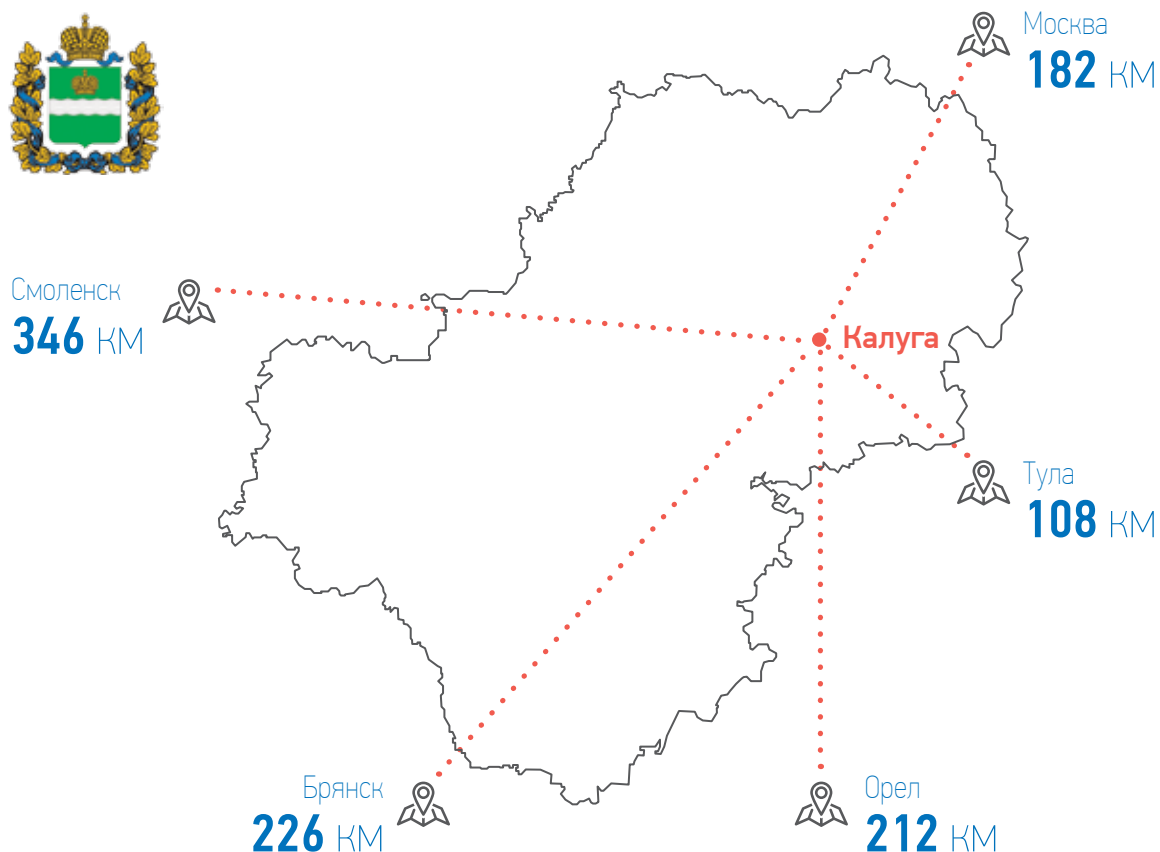 Москва
182 КМ
Смоленск
346 КМ
Калуга
Тула
108 КМ
Брянск
226 КМ
Орел
212 КМ